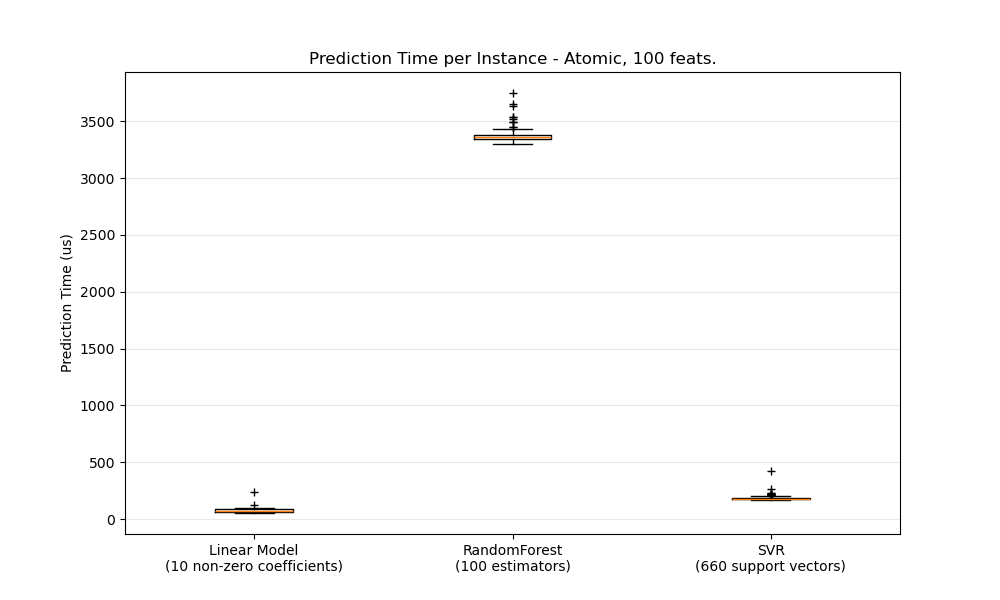 Prediction Time per Instance - Atomic, 100 feats.
Prediction Time (us)
3500
3000
2500
2000
1500
1000
500
0
Linear Model
(10 non-zero coefficients)
RandomForest
(100 estimators)
SVR
(660 support vectors)